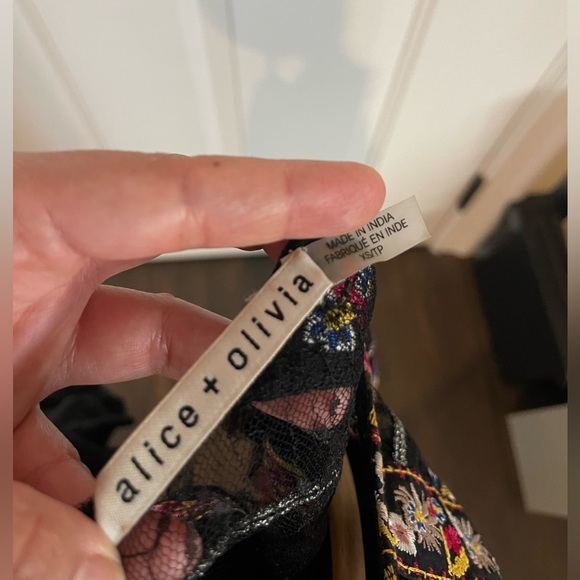 alice + olivia
MADE IN INDIA
FABRIQUÉ EN INDE
XS/TP